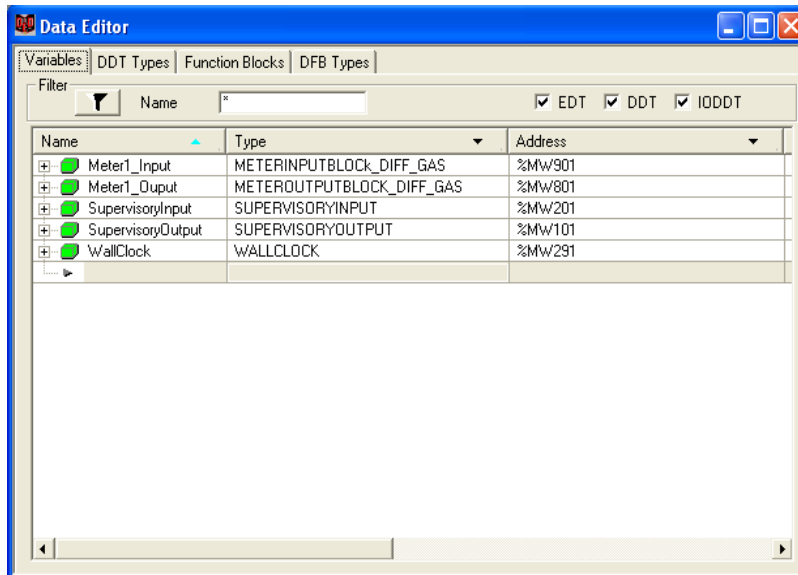 Data Editor
Variables DDT Types Function Blocks DFB Types
Filter
Name * EDT DDT IODDT
Name Type Address
Meter1_Input METERINPUTBLOCk_DIFF_GAS %MW901
Meter1_Ouput METEROUTPUTBLOCK_DIFF_GAS %MW801
SupervisoryInput SUPERVISORYINPUT %MW201
SupervisoryOutput SUPERVISORYOUTPUT %MW101
WallClock WALLCLOCK %MW291